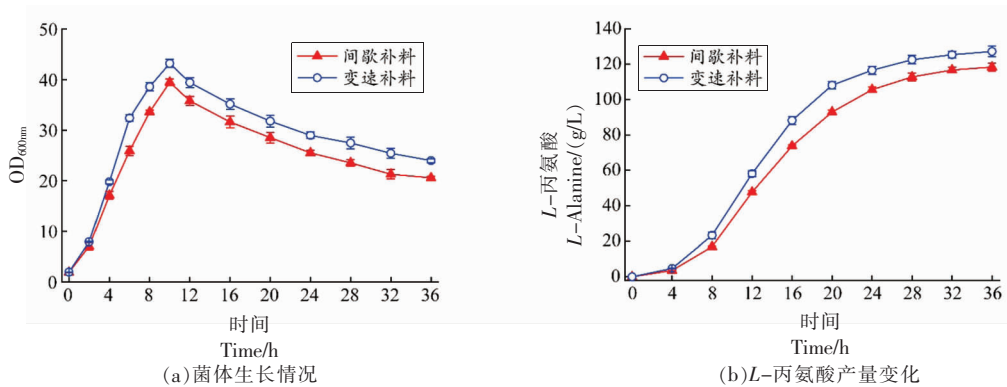 50
40
30
20
10
0
OD600nm
间歇补料
变速补料
0 2 4 6 8 10 12 16 20 24 28 32 36
时间
Time/h
(a)菌体生长情况
140
120
100
80
60
40
20
0
L-丙氨酸
L-Alanine/(g/L)
间歇补料
变速补料
0 4 8 12 16 20 24 28 32 36
时间
Time/h
(b)L-丙氨酸产量变化